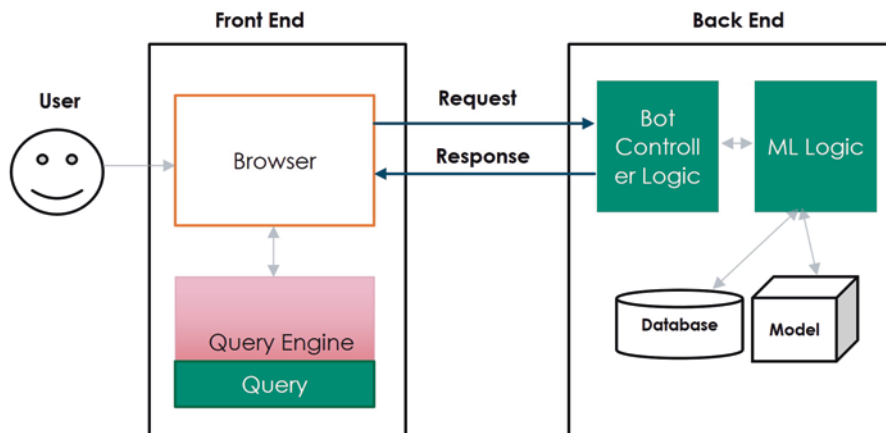 Front End
Back End
User
Browser
Query Engine
Query
Request
Response
Bot
Controll
er Logic
ML Logic
Database
Model